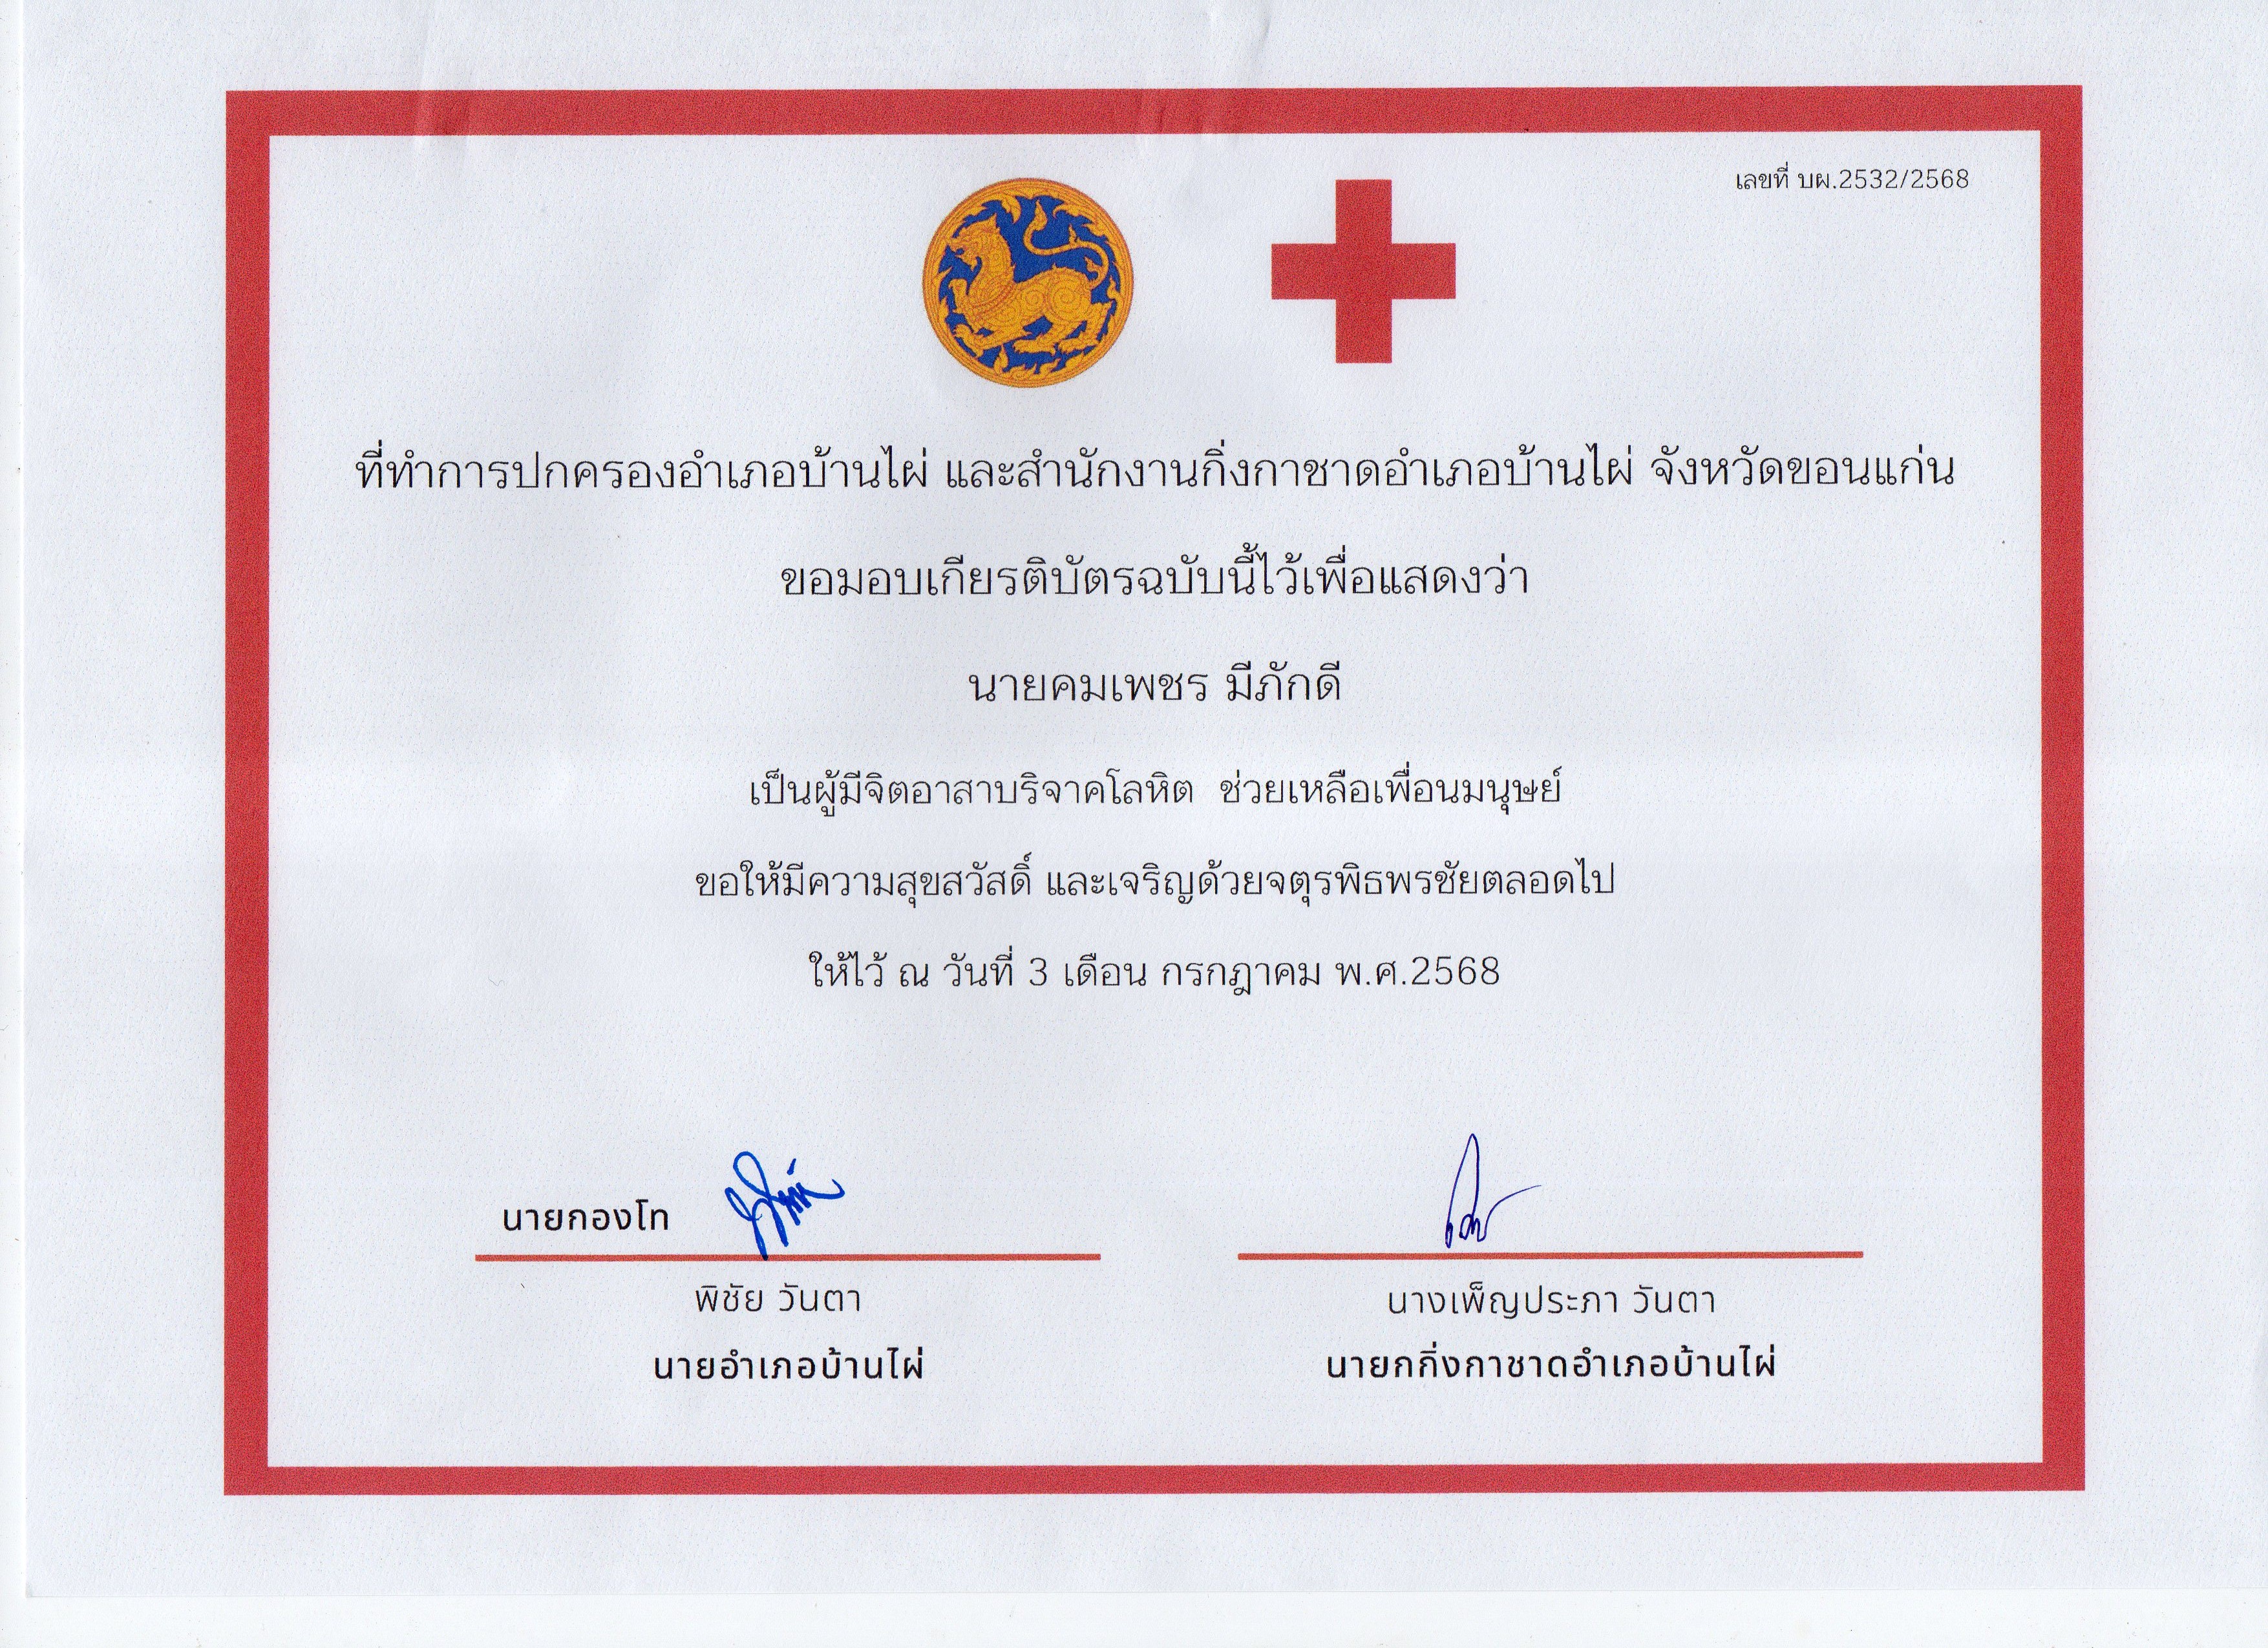 เลขที่ บผ.2532/2568
ที่ทำการปกครองอำเภอบ้านไผ่ และสำนักงานกิ่งกาชาดอำเภอบ้านไผ่ จังหวัดขอนแก่น
ขอมอบเกียรติบัตรฉบับนี้ไว้เพื่อแสดงว่า
นายคมเพชร มีภักดี
เป็นผู้มีจิตอาสาบริจาคโลหิต ช่วยเหลือเพื่อนมนุษย์
ขอให้มีความสุขสวัสดิ์ และเจริญด้วยจตุรพิธพรชัยตลอดไป
ให้ไว้ ณ วันที่ 3 เดือน กรกฎาคม พ.ศ.2568
นายกองโท
พิชัย วันตา
นายอำเภอบ้านไผ่
นางเพ็ญประภา วันตา
นายกกิ่งกาชาดอำเภอบ้านไผ่